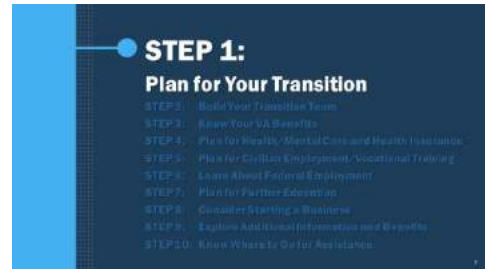 STEP 1:
Plan for Your Transition
STEP 2: Build Your Transition Team
STEP 3: Know Your VA Benefits
STEP 4: Plan for Health/Mental Care and Health Insurance
STEP 5: Plan for Civilian Employment/Vocational Training
STEP 6: Learn About Federal Employment
STEP 7: Plan for Further Education
STEP 8: Consider Starting a Business
STEP 9: Explore Additional Information and Benefits
STEP 10: Know Where to Go for Assistance